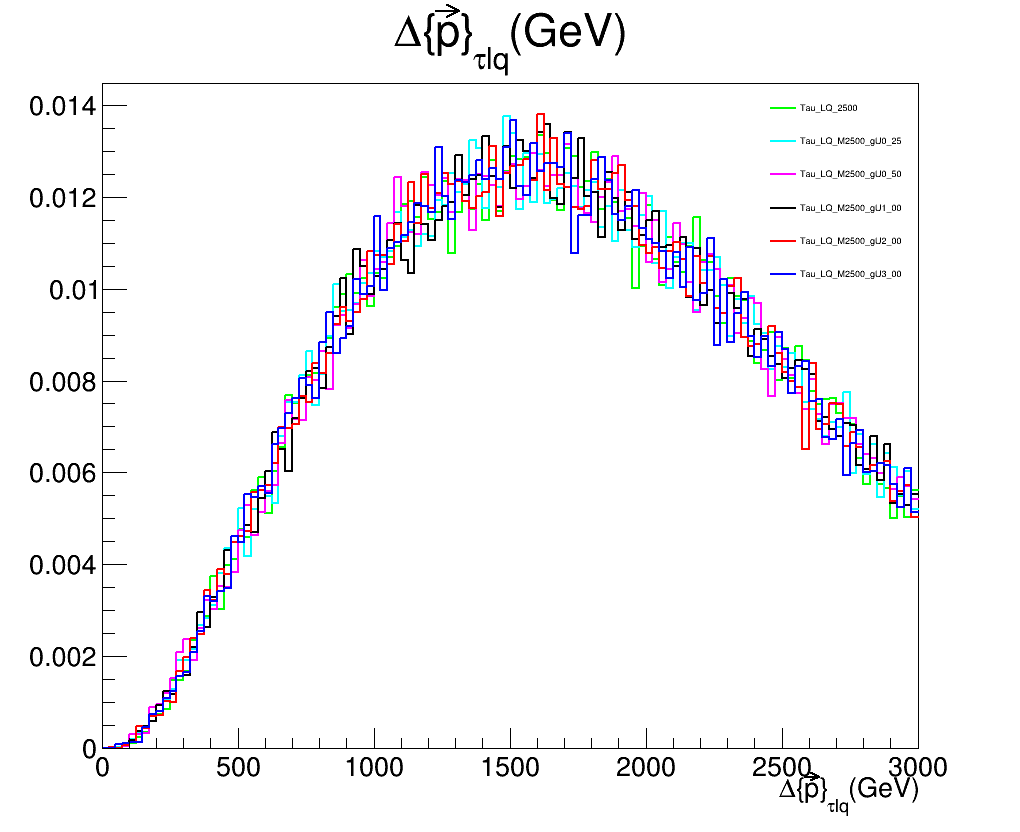 Δ{p⃗}τlq(GeV)
0.014
0.012
0.01
0.008
0.006
0.004
0.002
0
Tau_LQ_2500
Tau_LQ_M2500_gU0_25
Tau_LQ_M2500_gU0_50
Tau_LQ_M2500_gU1_00
Tau_LQ_M2500_gU2_00
Tau_LQ_M2500_gU3_00
0 500 1000 1500 2000 2500 3000
Δ{p⃗}τlq(GeV)